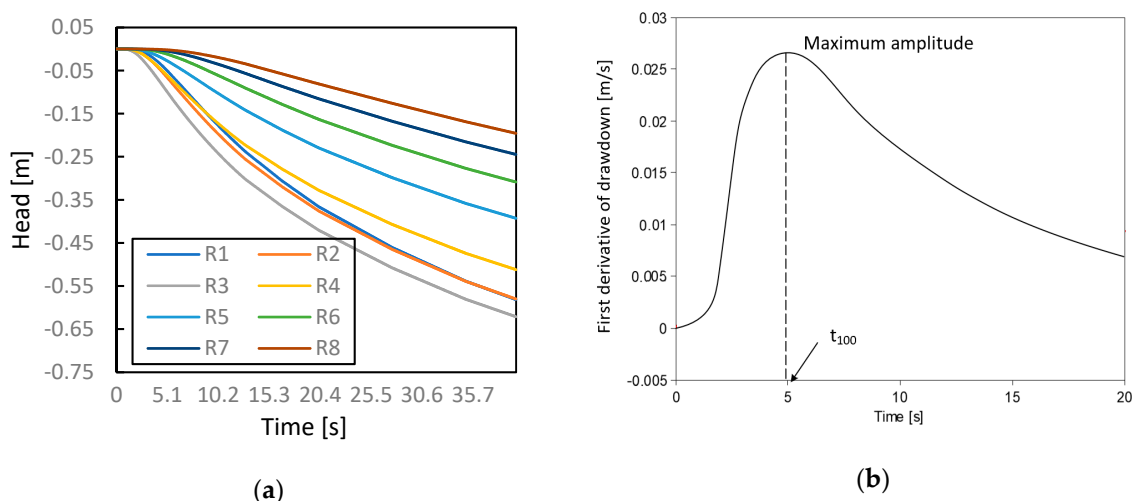 0.05
-0.05
-0.15
-0.25
-0.35
-0.45
-0.55
-0.65
-0.75
Head [m]
R1 R2
R3 R4
R5 R6
R7 R8
0 5.1 10.2 15.3 20.4 25.5 30.6 35.7
Time [s]
(a)
0.03
0.025
0.02
0.015
0.01
0.005
0
-0.005
First derivative of drawdown [m/s]
Maximum amplitude
t₁₀₀
0 5 10 15 20
Time [s]
(b)